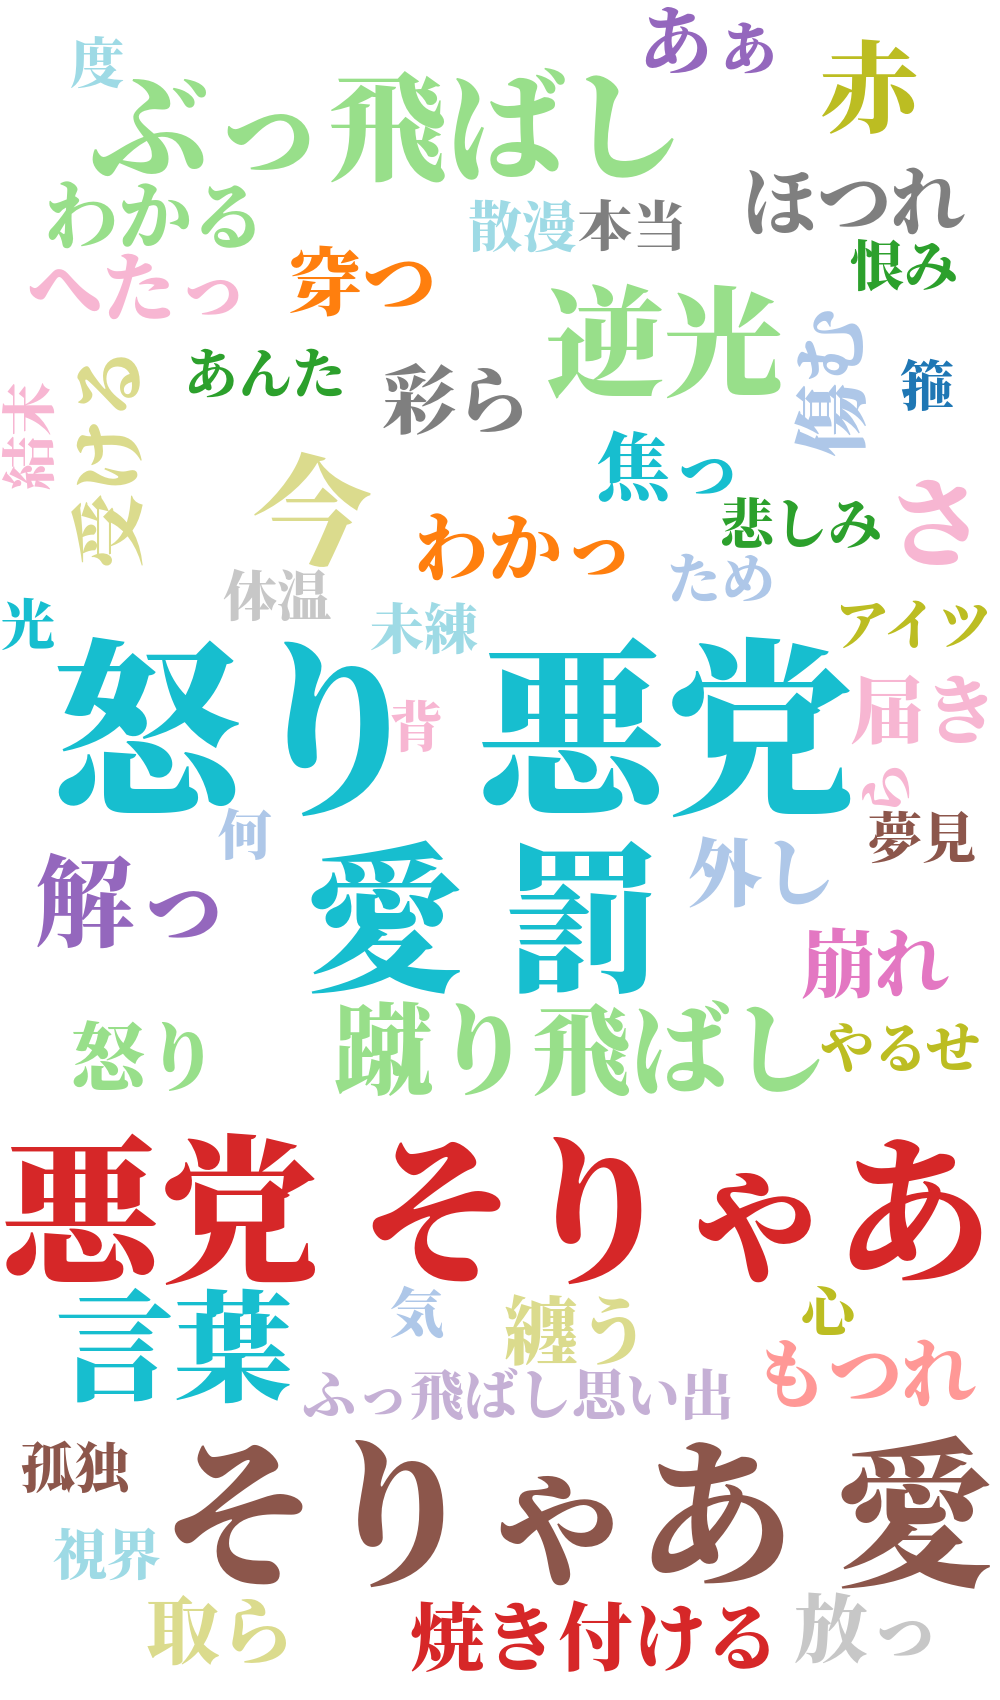 度
あぁ
赤
ぶっ飛ばし
わかる
散漫 本当
ほつれ
へたっ
穿つ
恨み
逆光
傷む
あんた
彩ら
箍
結末
受ける
今
焦っ
悲しみ
さ
わかっ
ため
体温
光
未練
アイツ
怒り 悪党
背
届き
ら
何
夢見
解っ
愛 罰
外し
崩れ
怒り
蹴り飛ばし
やるせ
悪党 そりゃあ
言葉
気
纏う
心
ふっ飛ばし 思い出
もつれ
孤独
そりゃあ 愛
視界
取ら
焼き付ける
放っ